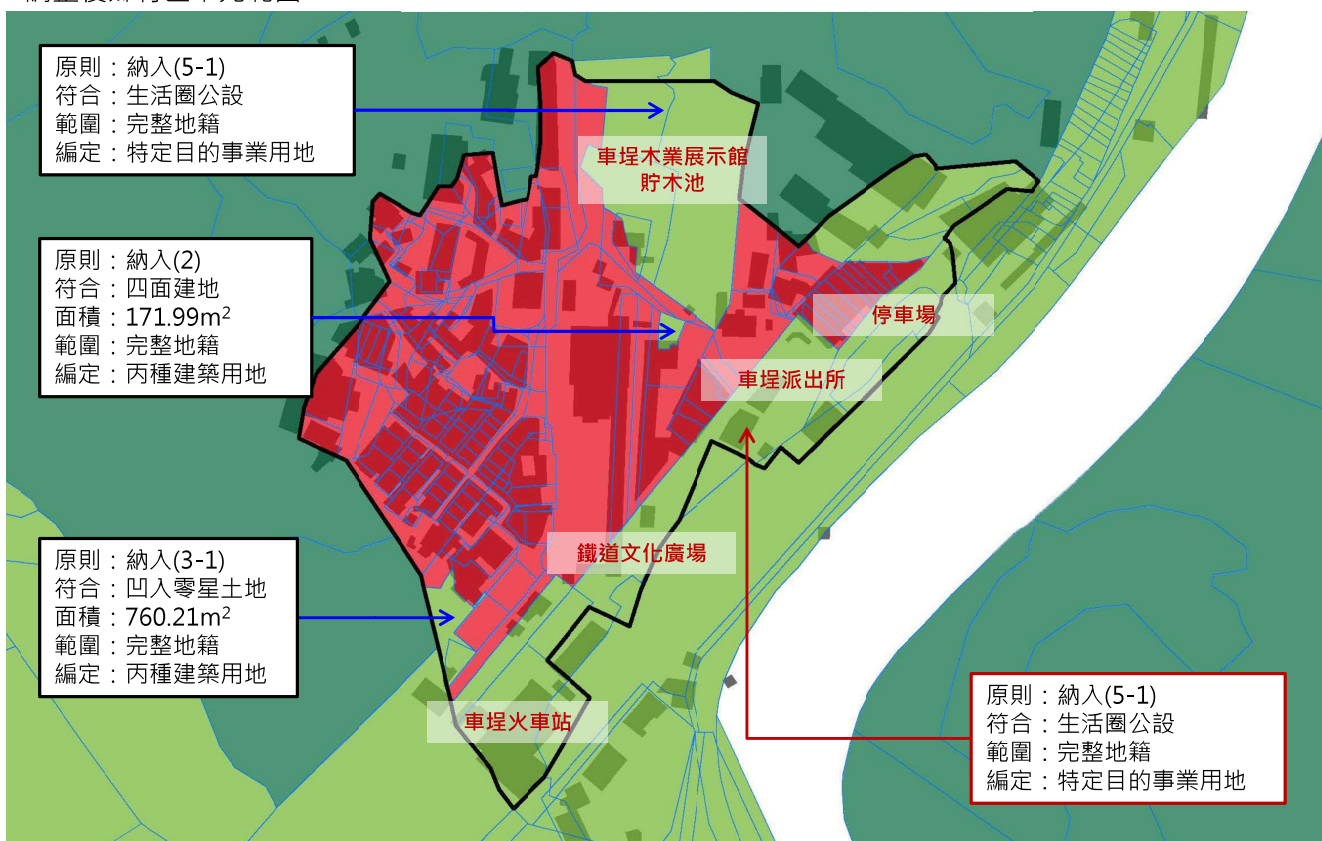 原則：納入(5-1)
符合：生活圈公設
範圍：完整地籍
編定：特定目的事業用地
車埕木業展示館
貯木池
原則：納入(2)
符合：四面建地
面積：171.99m²
範圍：完整地籍
編定：丙種建築用地
停車場
車埕派出所
鐵道文化廣場
原則：納入(3-1)
符合：凹入零星土地
面積：760.21m²
範圍：完整地籍
編定：丙種建築用地
車埕火車站
原則：納入(5-1)
符合：生活圈公設
範圍：完整地籍
編定：特定目的事業用地